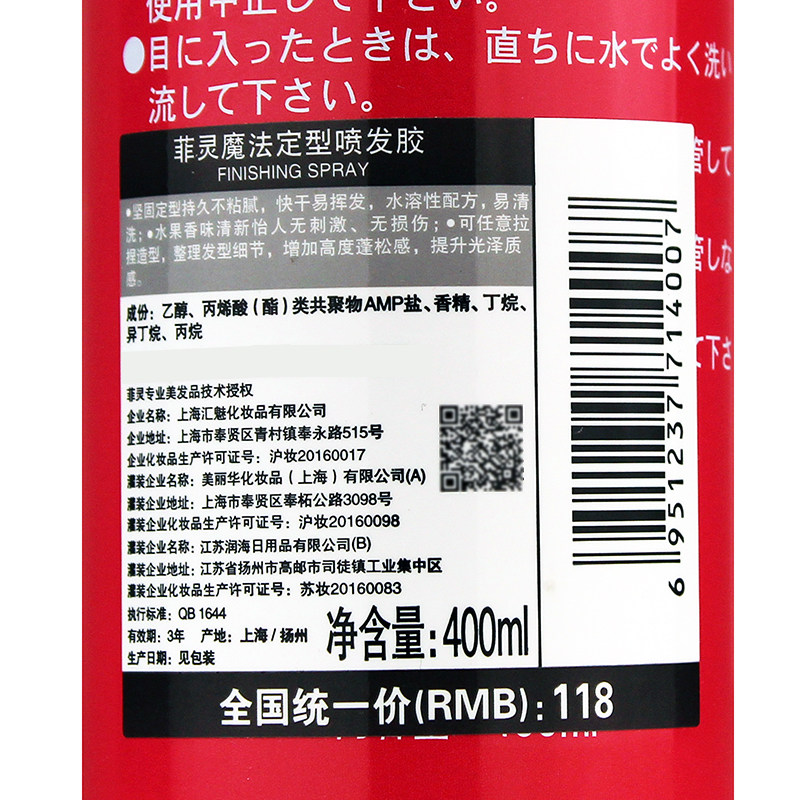 使用中止して下さい。
●目に入ったときは、直ちに水でよく洗い
流して下さい。
管して
管しな
て下さ
菲灵魔法定型喷发胶
FINISHING SPRAY
•坚固定型持久不粘腻，快干易挥发，水溶性配方，易清
洗；•水果香味清新怡人无刺激、无损伤；•可任意拉
捏造型，整理发型细节，增加高度蓬松感，提升光泽质
感。
成份：乙醇、丙烯酸（酯）类共聚物AMP盐、香精、丁烷、
异丁烷、丙烷
菲灵专业美发品技术授权
企业名称：上海汇魅化妆品有限公司
企业地址：上海市奉贤区青村镇奉永路515号
企业化妆品生产许可证号：沪妆20160017
灌装企业名称：美丽华化妆品（上海）有限公司(A)
灌装企业地址：上海市奉贤区奉柘公路3098号
灌装企业化妆品生产许可证号：沪妆20160098
灌装企业名称：江苏润海日用品有限公司(B)
灌装企业地址：江苏省扬州市高邮市司徒镇工业集中区
灌装企业化妆品生产许可证号：苏妆20160083
执行标准：QB 1644
有效期：3年 产地：上海/扬州
生产日期：见包装
净含量:400ml
6 951237 714007
全国统一价(RMB):118